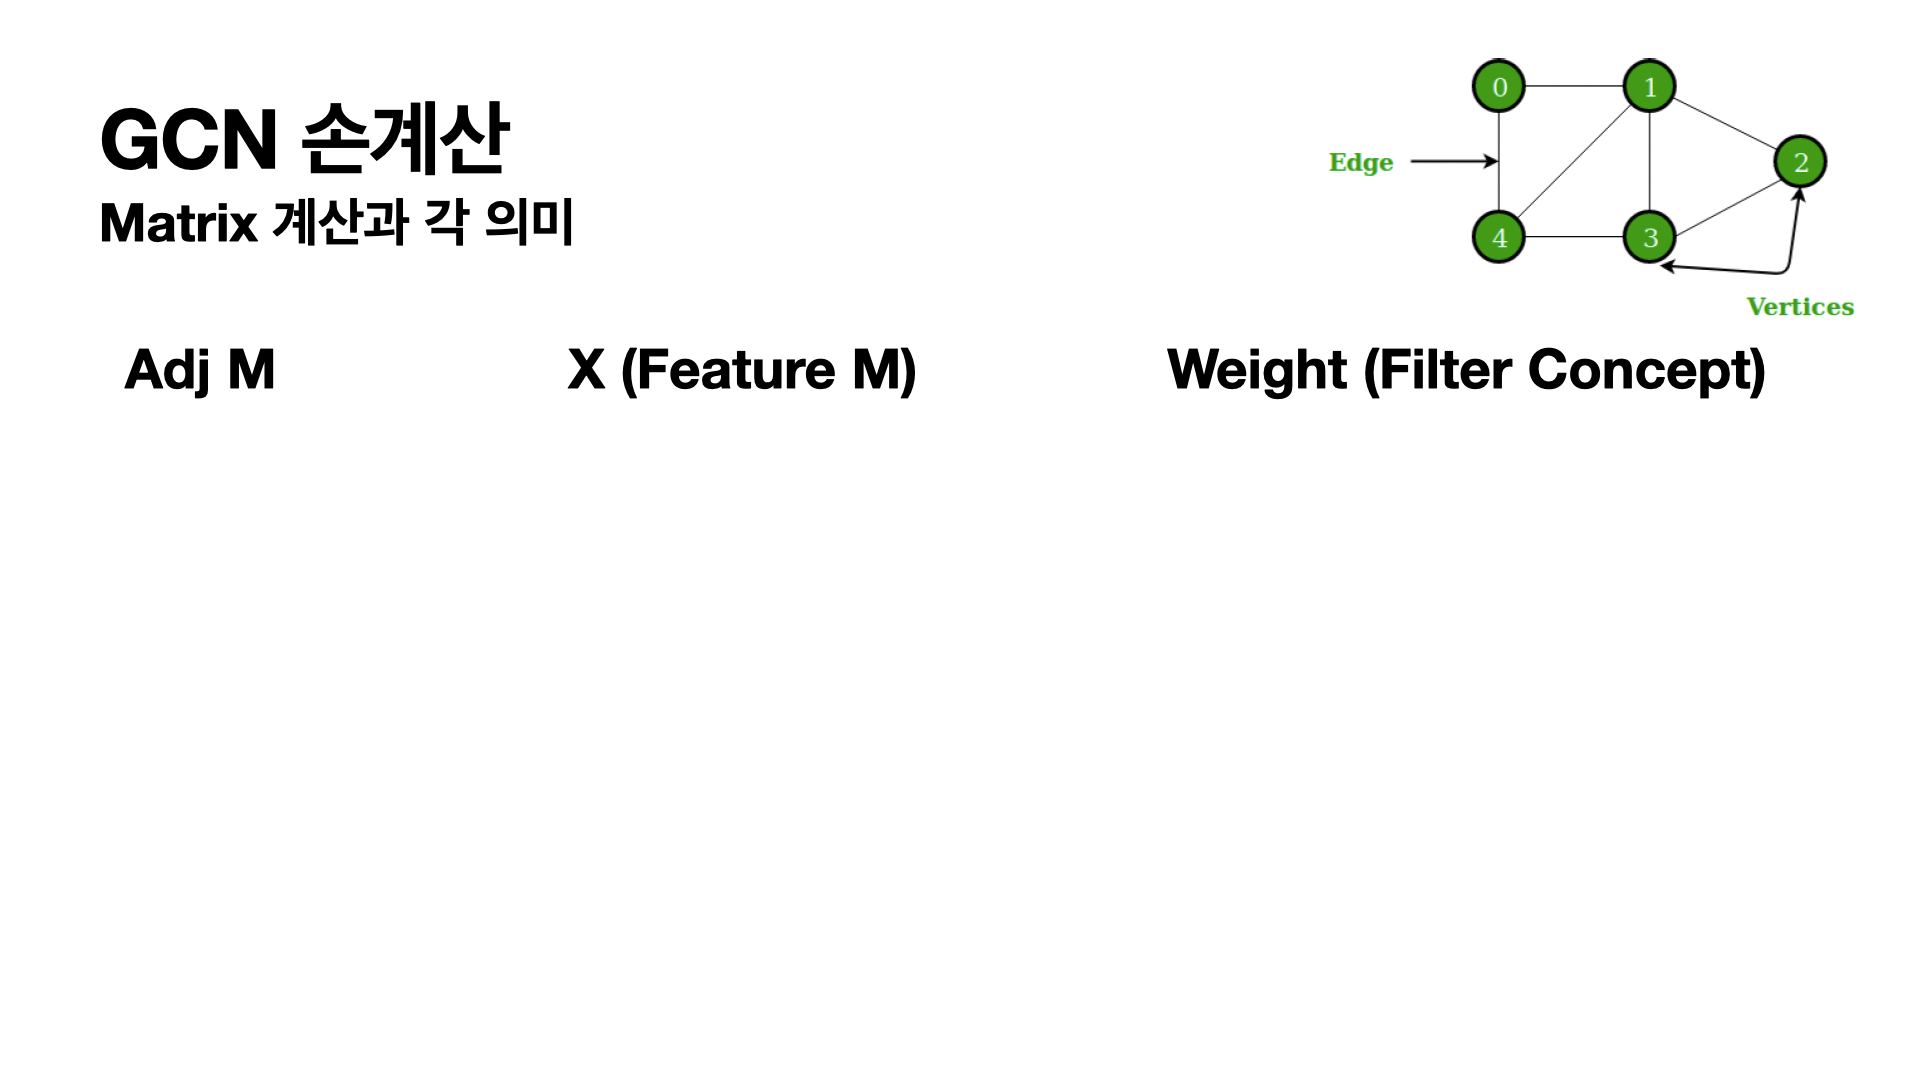 GCN 손계산
Matrix 계산과 각 의미
0
1
Edge
2
4
3
Vertices
Adj M
X (Feature M)
Weight (Filter Concept)